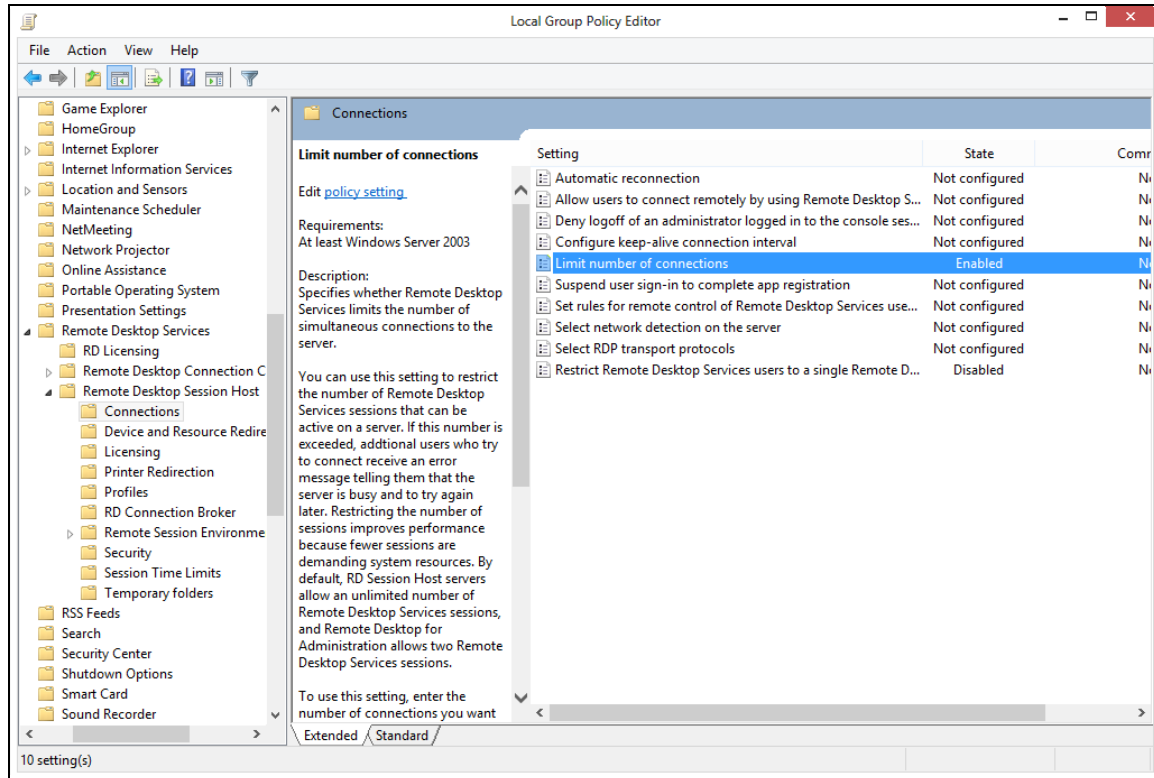 Local Group Policy Editor
File Action View Help
Game Explorer
HomeGroup
Internet Explorer
Internet Information Services
Location and Sensors
Maintenance Scheduler
NetMeeting
Network Projector
Online Assistance
Portable Operating System
Presentation Settings
Remote Desktop Services
RD Licensing
Remote Desktop Connection C
Remote Desktop Session Host
Connections
Device and Resource Redire
Licensing
Printer Redirection
Profiles
RD Connection Broker
Remote Session Environme
Security
Session Time Limits
Temporary folders
RSS Feeds
Search
Security Center
Shutdown Options
Smart Card
Sound Recorder
Connections
Limit number of connections
Edit policy setting
Requirements:
At least Windows Server 2003
Description:
Specifies whether Remote Desktop
Services limits the number of
simultaneous connections to the
server.
You can use this setting to restrict
the number of Remote Desktop
Services sessions that can be
active on a server. If this number is
exceeded, addtional users who try
to connect receive an error
message telling them that the
server is busy and to try again
later. Restricting the number of
sessions improves performance
because fewer sessions are
demanding system resources. By
default, RD Session Host servers
allow an unlimited number of
Remote Desktop Services sessions,
and Remote Desktop for
Administration allows two Remote
Desktop Services sessions.
To use this setting, enter the
number of connections you want
Setting State Comr
Automatic reconnection Not configured N
Allow users to connect remotely by using Remote Desktop S... Not configured N
Deny logoff of an administrator logged in to the console ses... Not configured N
Configure keep-alive connection interval Not configured N
Limit number of connections Enabled N
Suspend user sign-in to complete app registration Not configured N
Set rules for remote control of Remote Desktop Services use... Not configured N
Select network detection on the server Not configured N
Select RDP transport protocols Not configured N
Restrict Remote Desktop Services users to a single Remote D... Disabled N
Extended Standard
10 setting(s)